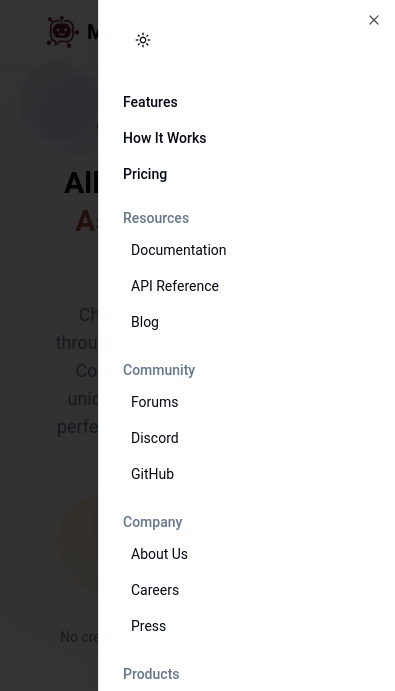 M
Features
How It Works
Pricing
All
A
Resources
Documentation
API Reference
Ch
Blog
throu
Co
Community
uni
Forums
perfe
Discord
GitHub
Company
About Us
Careers
Press
No cre
Products